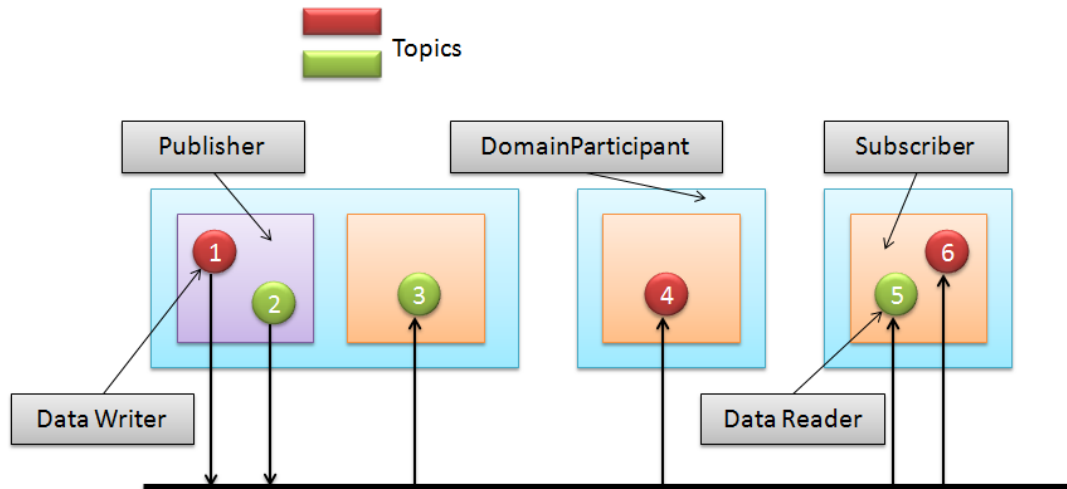 Topics
Publisher
DomainParticipant
Subscriber
1
2
3
4
5
6
Data Writer
Data Reader